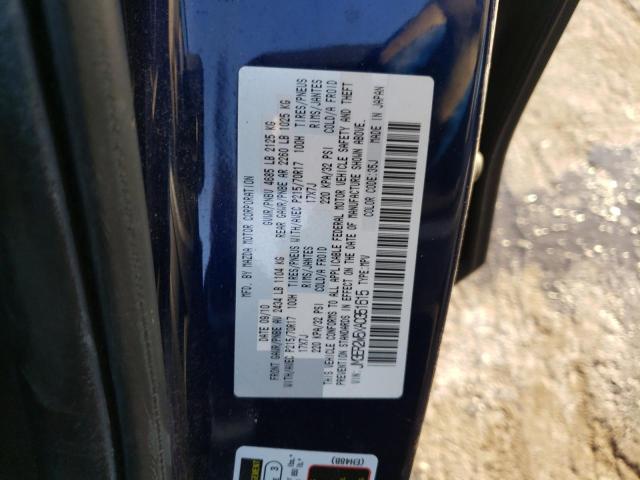 MFD. BY MAZDA MOTOR CORPORATION
DATE 09/10 GVWR/PNBV 4685 LB 2125 KG
FRONT GAWR/PNBE AV 2434 LB 1104 KG REAR GAWR/PNBE AR 2260 LB 1025 KG
WITH/AVEC P215/70R17 100H TIRES/PNEUS WITH/AVEC P215/70R17 100H TIRES/PNEUS
17X7J RIMS/JANTES 17X7J RIMS/JANTES
220 KPA/32 PSI COLD/A FROID 220 KPA/32 PSI COLD/A FROID
THIS VEHICLE CONFORMS TO ALL APPLICABLE FEDERAL MOTOR VEHICLE SAFETY AND THEFT
PREVENTION STANDARDS IN EFFECT ON THE DATE OF MANUFACTURE SHOWN ABOVE.
VIN: TYPE:MPV COLOR CODE:35J MADE IN JAPAN
(EH48B)
3